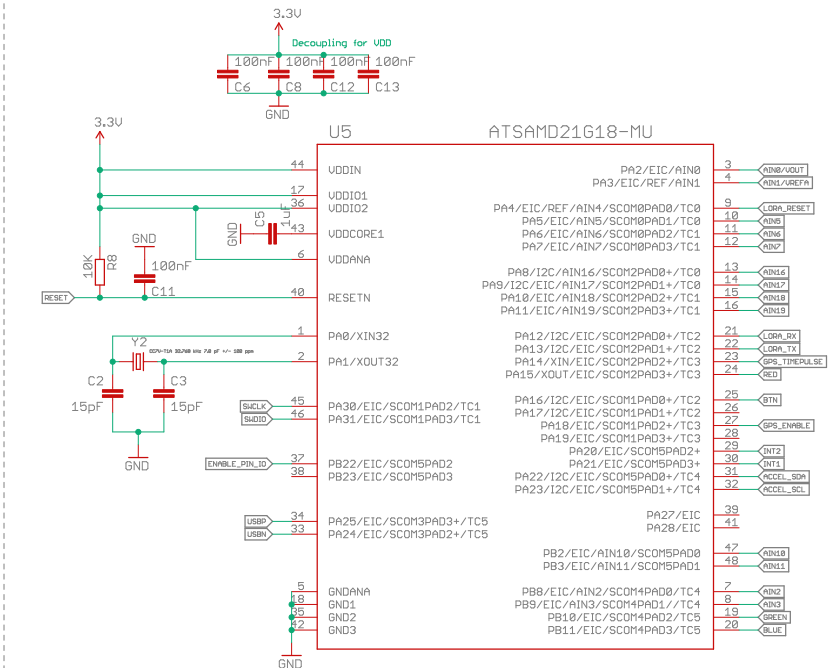 3.3V
Decoupling for VDD
100nF 100nF 100nF 100nF
C6 C8 C12 C13
GND
3.3V
U5 ATSAMD21G18-MU
44 VDDIN
17 VDDIO1
36 VDDIO2
C5 1uF
GND 43 VDDCORE1
6 VDDANA
GND
10K R8 100nF
C11
RESET 40 RESETN
1 PA0/XIN32
Y2
2 PA1/XOUT32
C2 C3
15pF 15pF
GND
SWCLK 45 PA30/EIC/SCOM1PAD2/TC1
SWDIO 46 PA31/EIC/SCOM1PAD3/TC1
ENABLE_PIN_IO 37 PB22/EIC/SCOM5PAD2
38 PB23/EIC/SCOM5PAD3
USBP 34 PA25/EIC/SCOM3PAD3+/TC5
USBN 33 PA24/EIC/SCOM3PAD2+/TC5
5 GNDANA
18 GND1
35 GND2
42 GND3
GND
PA2/EIC/AIN0 3 AIN0/VOUT
PA3/EIC/REF/AIN1 4 AIN1/VREFA
PA4/EIC/REF/AIN4/SCOM0PAD0/TC0 9 LORA_RESET
PA5/EIC/AIN5/SCOM0PAD1/TC0 10 AIN5
PA6/EIC/AIN6/SCOM0PAD2/TC1 11 AIN6
PA7/EIC/AIN7/SCOM0PAD3/TC1 12 AIN7
PA8/I2C/AIN16/SCOM2PAD0+/TC0 13 AIN16
PA9/I2C/EIC/AIN17/SCOM2PAD1+/TC0 14 AIN17
PA10/EIC/AIN18/SCOM2PAD2+/TC1 15 AIN18
PA11/EIC/AIN19/SCOM2PAD3+/TC1 16 AIN19
PA12/I2C/EIC/SCOM2PAD0+/TC2 21 LORA_RX
PA13/I2C/EIC/SCOM2PAD1+/TC2 22 LORA_TX
PA14/XIN/EIC/SCOM2PAD2+/TC3 23 GPS_TIMEPULSE
PA15/XOUT/EIC/SCOM2PAD3+/TC3 24 RED
PA16/I2C/EIC/SCOM1PAD0+/TC2 25 BTN
PA17/I2C/EIC/SCOM1PAD1+/TC2 26
PA18/EIC/SCOM1PAD2+/TC3 27 GPS_ENABLE
PA19/EIC/SCOM1PAD3+/TC3 28
PA20/EIC/SCOM5PAD2+ 29 INT2
PA21/EIC/SCOM5PAD3+ 30 INT1
PA22/I2C/EIC/SCOM5PAD0+/TC4 31 ACCEL_SDA
PA23/I2C/EIC/SCOM5PAD1+/TC4 32 ACCEL_SCL
PA27/EIC 39
PA28/EIC 41
PB2/EIC/AIN10/SCOM5PAD0 47 AIN10
PB3/EIC/AIN11/SCOM5PAD1 48 AIN11
PB8/EIC/AIN2/SCOM4PAD0/TC4 7 AIN2
PB9/EIC/AIN3/SCOM4PAD1//TC4 8 AIN3
PB10/EIC/SCOM4PAD2/TC5 19 GREEN
PB11/EIC/SCOM4PAD3/TC5 20 BLUE